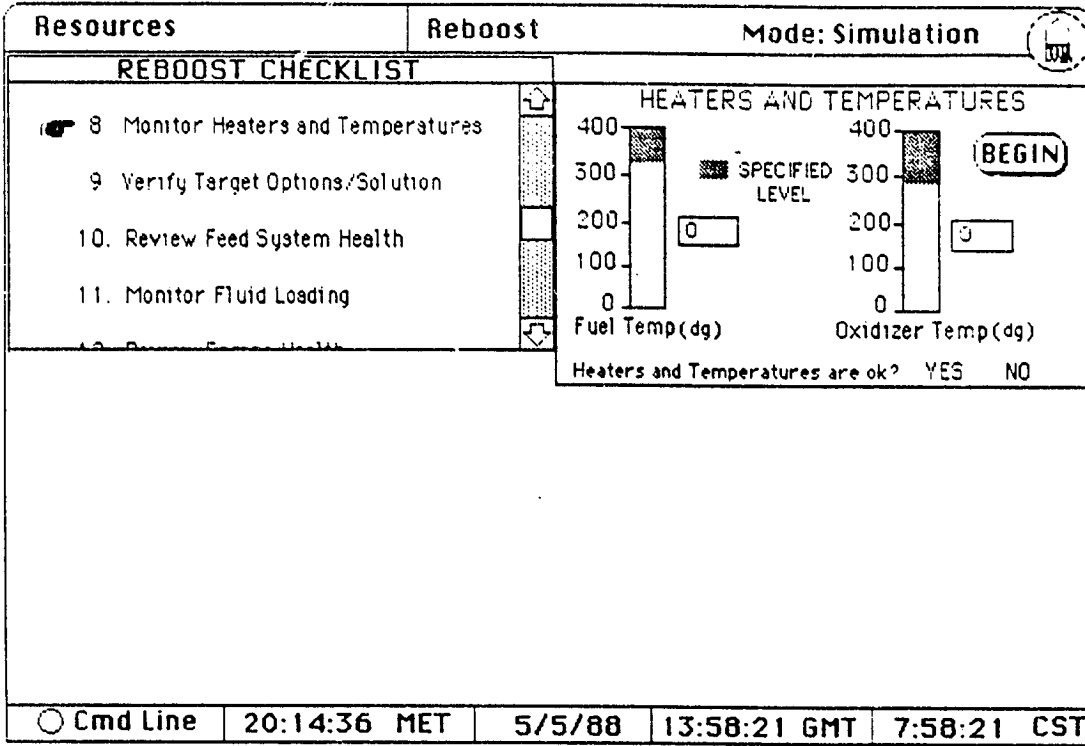 Resources
Reboost
Mode: Simulation
REBOOST CHECKLIST
8 Monitor Heaters and Temperatures
9 Verify Target Options/Solution
10. Review Feed System Health
11. Monitor Fluid Loading
HEATERS AND TEMPERATURES
400
300
200
100
0
SPECIFIED
LEVEL
0
Fuel Temp(dg)
400
300
200
100
0
0
Oxidizer Temp(dg)
BEGIN
Heaters and Temperatures are ok? YES NO
Cmd Line
20:14:36 MET
5/5/88
13:58:21 GMT
7:58:21 CST